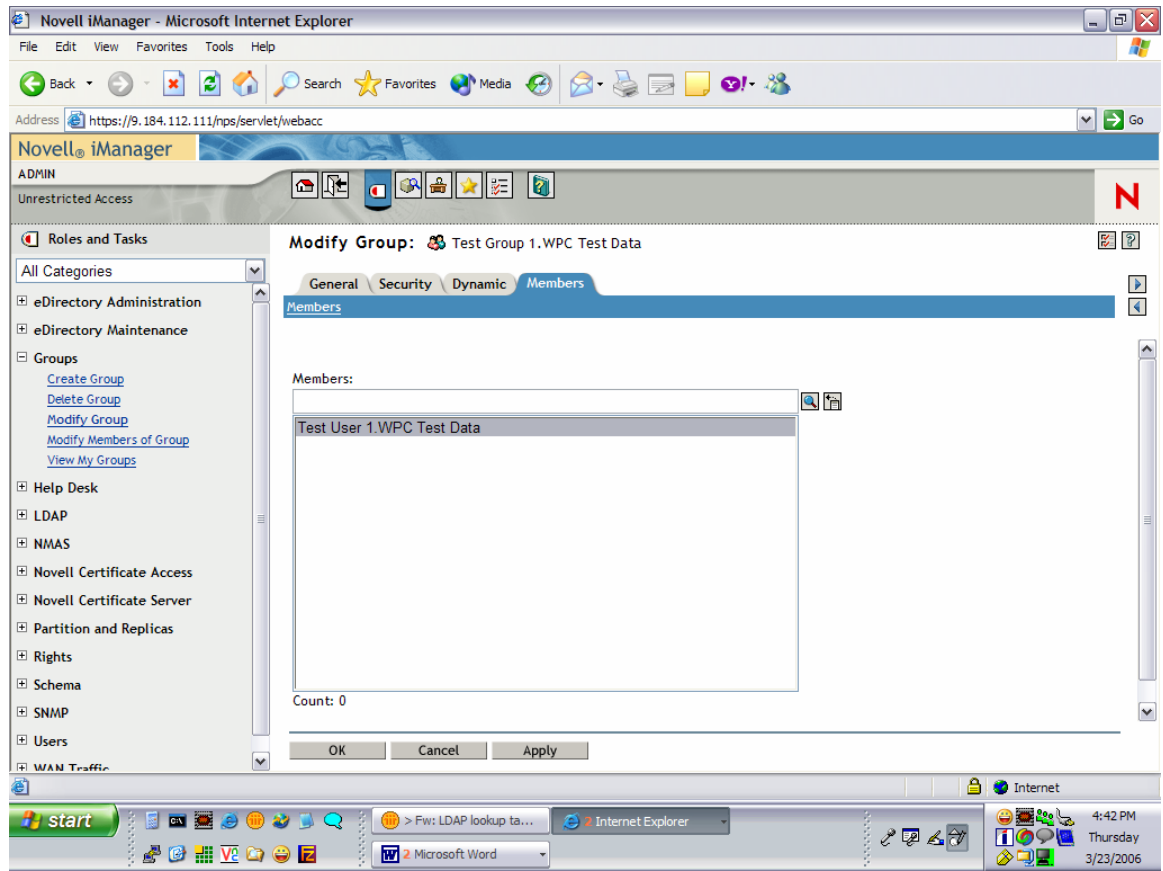 Novell iManager - Microsoft Internet Explorer
File Edit View Favorites Tools Help
Back Search Favorites Media
Address https://9.184.112.111/nps/servlet/webacc Go
Novell® iManager
ADMIN
Unrestricted Access
N
Roles and Tasks
All Categories
eDirectory Administration
eDirectory Maintenance
Groups
Create Group
Delete Group
Modify Group
Modify Members of Group
View My Groups
Help Desk
LDAP
NMAS
Novell Certificate Access
Novell Certificate Server
Partition and Replicas
Rights
Schema
SNMP
Users
WAN Traffic
Modify Group: Test Group 1.WPC Test Data
General Security Dynamic Members
Members
Members:
Test User 1.WPC Test Data
Count: 0
OK Cancel Apply
Internet
start
> Fw: LDAP lookup ta...
2 Internet Explorer
2 Microsoft Word
4:42 PM
Thursday
3/23/2006